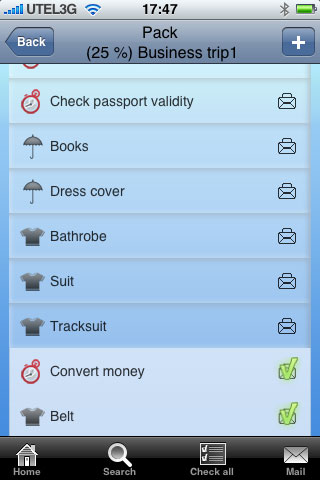 UTEL3G 17:47
Back
Pack
(25 %) Business trip1
+
Check passport validity
Books
Dress cover
Bathrobe
Suit
Tracksuit
Convert money
Belt
Home Search Check all Mail